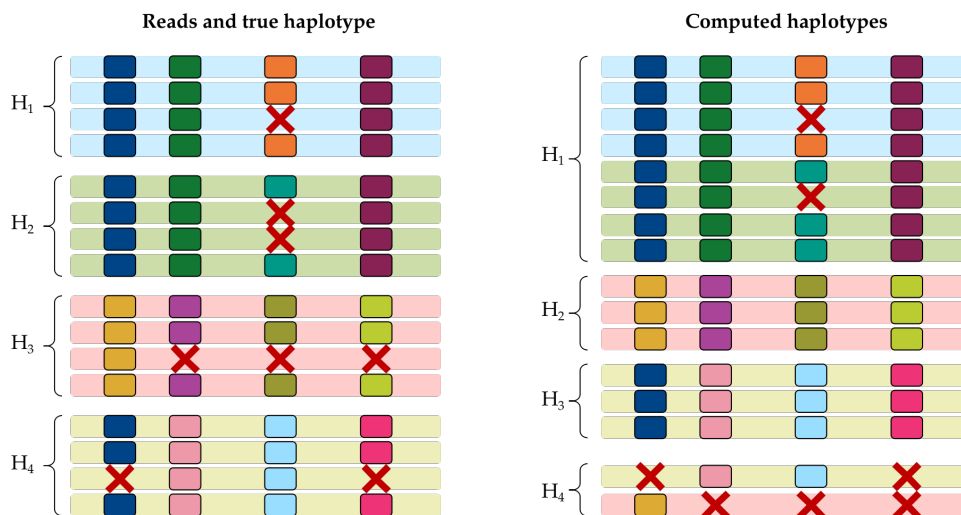 Reads and true haplotype
H₁
H₂
H₃
H₄
Computed haplotypes
H₁
H₂
H₃
H₄